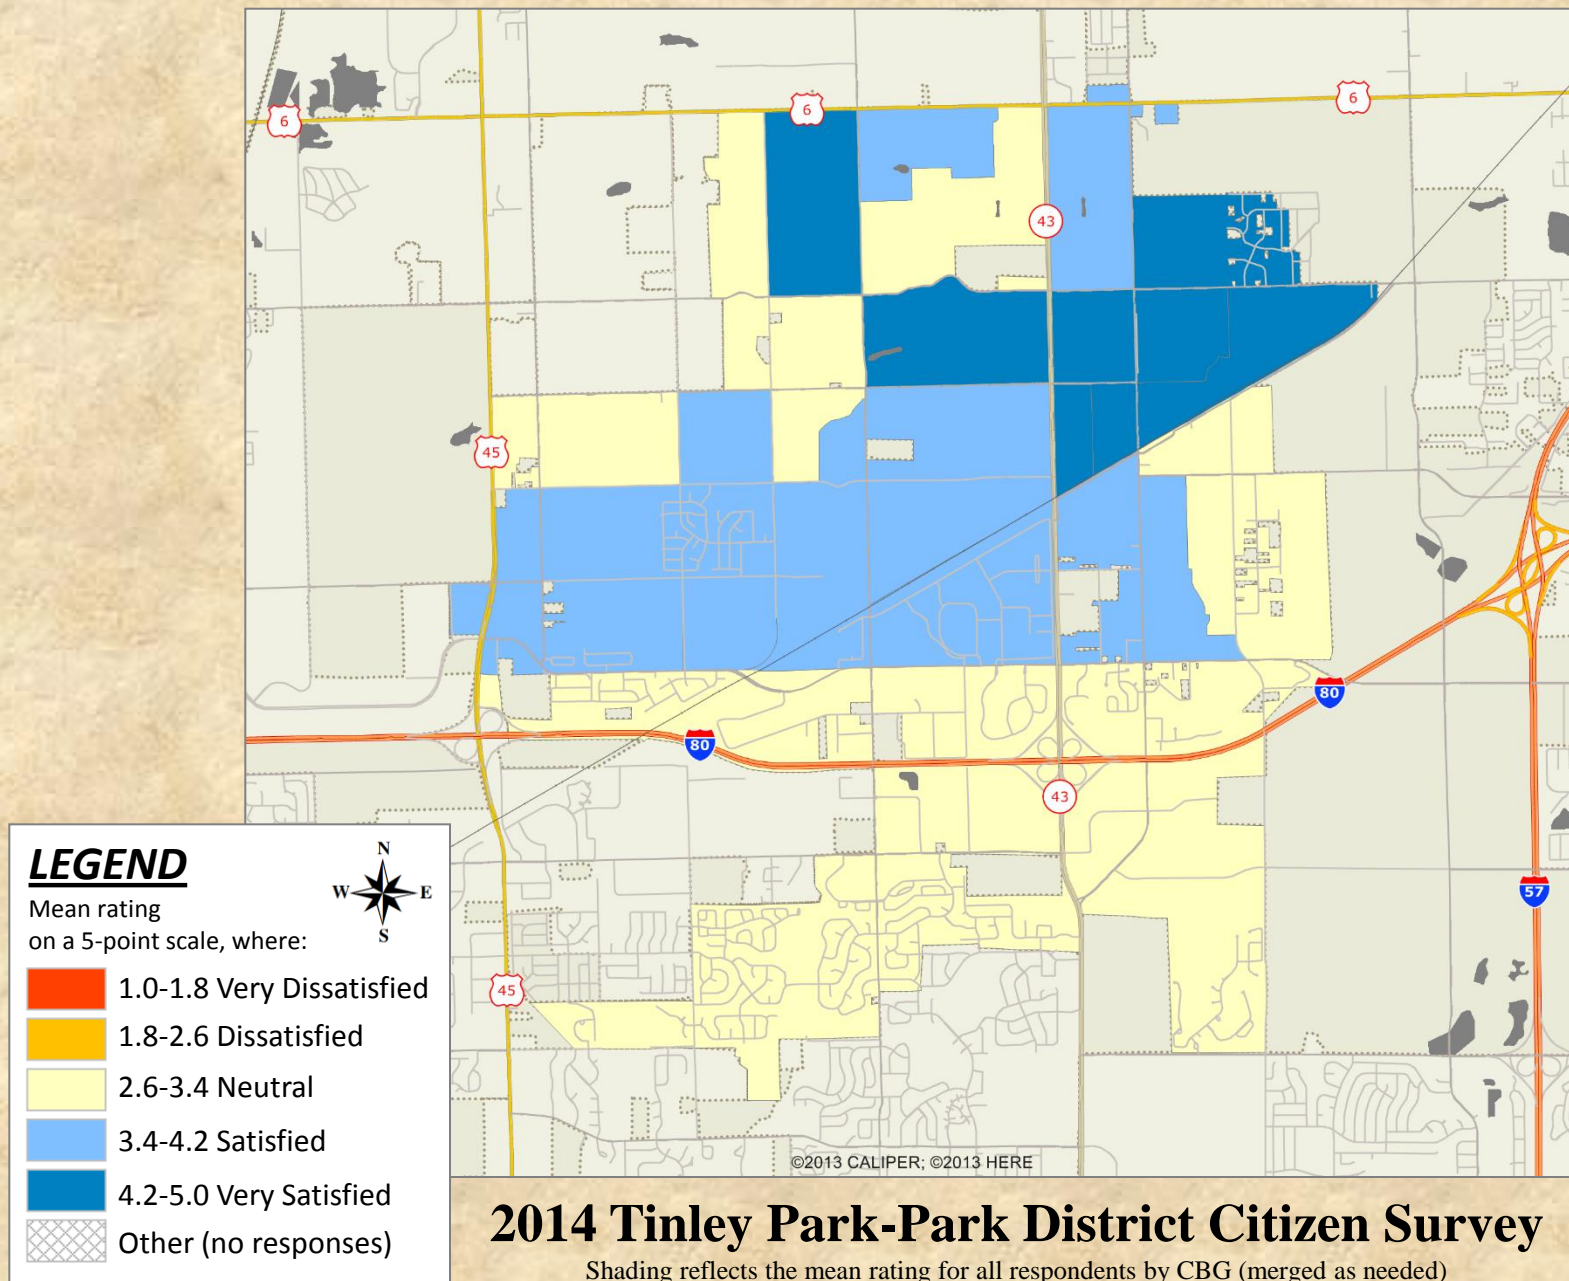 6
6
6
43
45
80
80
43
57
45
LEGEND
N
W E
S
Mean rating
on a 5-point scale, where:
1.0-1.8 Very Dissatisfied
1.8-2.6 Dissatisfied
2.6-3.4 Neutral
3.4-4.2 Satisfied
4.2-5.0 Very Satisfied
Other (no responses)
©2013 CALIPER; ©2013 HERE
2014 Tinley Park-Park District Citizen Survey
Shading reflects the mean rating for all respondents by CBG (merged as needed)